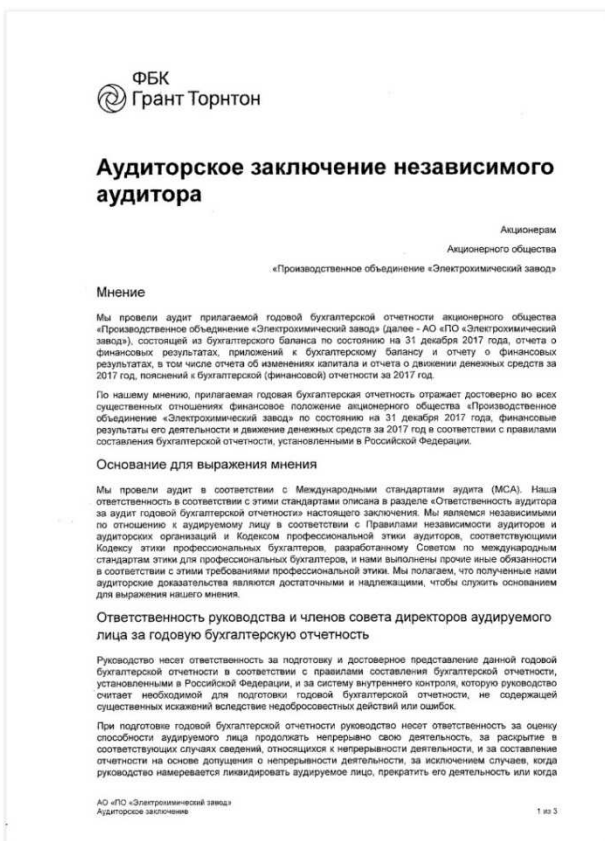 ФБК
Грант Торнтон
Аудиторское заключение независимого
аудитора
Акционерам
Акционерного общества
«Производственное объединение «Электрохимический завод»
Мнение
Мы провели аудит прилагаемой годовой бухгалтерской отчетности акционерного общества
«Производственное объединение «Электрохимический завод» (далее - АО «ПО «Электрохимический
завод»), состоящей из бухгалтерского баланса по состоянию на 31 декабря 2017 года, отчета о
финансовых результатах, приложений к бухгалтерскому балансу и отчету о финансовых
результатах, в том числе отчета об изменениях капитала и отчета о движении денежных средств за
2017 год, пояснений к бухгалтерской (финансовой) отчетности за 2017 год.
По нашему мнению, прилагаемая годовая бухгалтерская отчетность отражает достоверно во всех
существенных отношениях финансовое положение акционерного общества «Производственное
объединение «Электрохимический завод» по состоянию на 31 декабря 2017 года, финансовые
результаты его деятельности и движение денежных средств за 2017 год в соответствии с правилами
составления бухгалтерской отчетности, установленными в Российской Федерации.
Основание для выражения мнения
Мы провели аудит в соответствии с Международными стандартами аудита (МСА). Наша
ответственность в соответствии с этими стандартами описана в разделе «Ответственность аудитора
за аудит годовой бухгалтерской отчетности» настоящего заключения. Мы являемся независимыми
по отношению к аудируемому лицу в соответствии с Правилами независимости аудиторов и
аудиторских организаций и Кодексом профессиональной этики аудиторов, соответствующими
Кодексу этики профессиональных бухгалтеров, разработанному Советом по международным
стандартам этики для профессиональных бухгалтеров, и нами выполнены прочие иные обязанности
в соответствии с этими требованиями профессиональной этики. Мы полагаем, что полученные нами
аудиторские доказательства являются достаточными и надлежащими, чтобы служить основанием
для выражения нашего мнения.
Ответственность руководства и членов совета директоров аудируемого
лица за годовую бухгалтерскую отчетность
Руководство несет ответственность за подготовку и достоверное представление данной годовой
бухгалтерской отчетности в соответствии с правилами составления бухгалтерской отчетности,
установленными в Российской Федерации, и за систему внутреннего контроля, которую руководство
считает необходимой для подготовки годовой бухгалтерской отчетности, не содержащей
существенных искажений вследствие недобросовестных действий или ошибок.
При подготовке годовой бухгалтерской отчетности руководство несет ответственность за оценку
способности аудируемого лица продолжать непрерывно свою деятельность, за раскрытие в
соответствующих случаях сведений, относящихся к непрерывности деятельности, и за составление
отчетности на основе допущения о непрерывности деятельности, за исключением случаев, когда
руководство намеревается ликвидировать аудируемое лицо, прекратить его деятельность или когда
АО «ПО «Электрохимический завод»
Аудиторское заключение
1 из 3